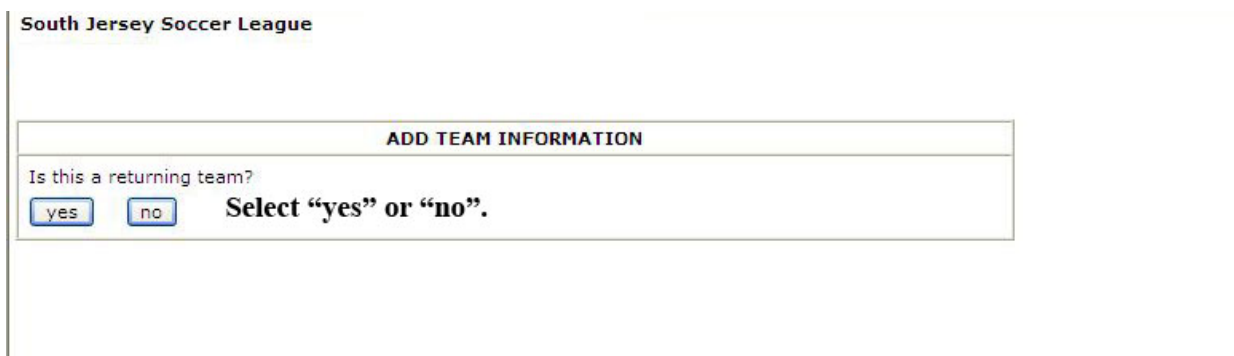 South Jersey Soccer League
ADD TEAM INFORMATION
Is this a returning team?
yes no Select “yes” or “no”.